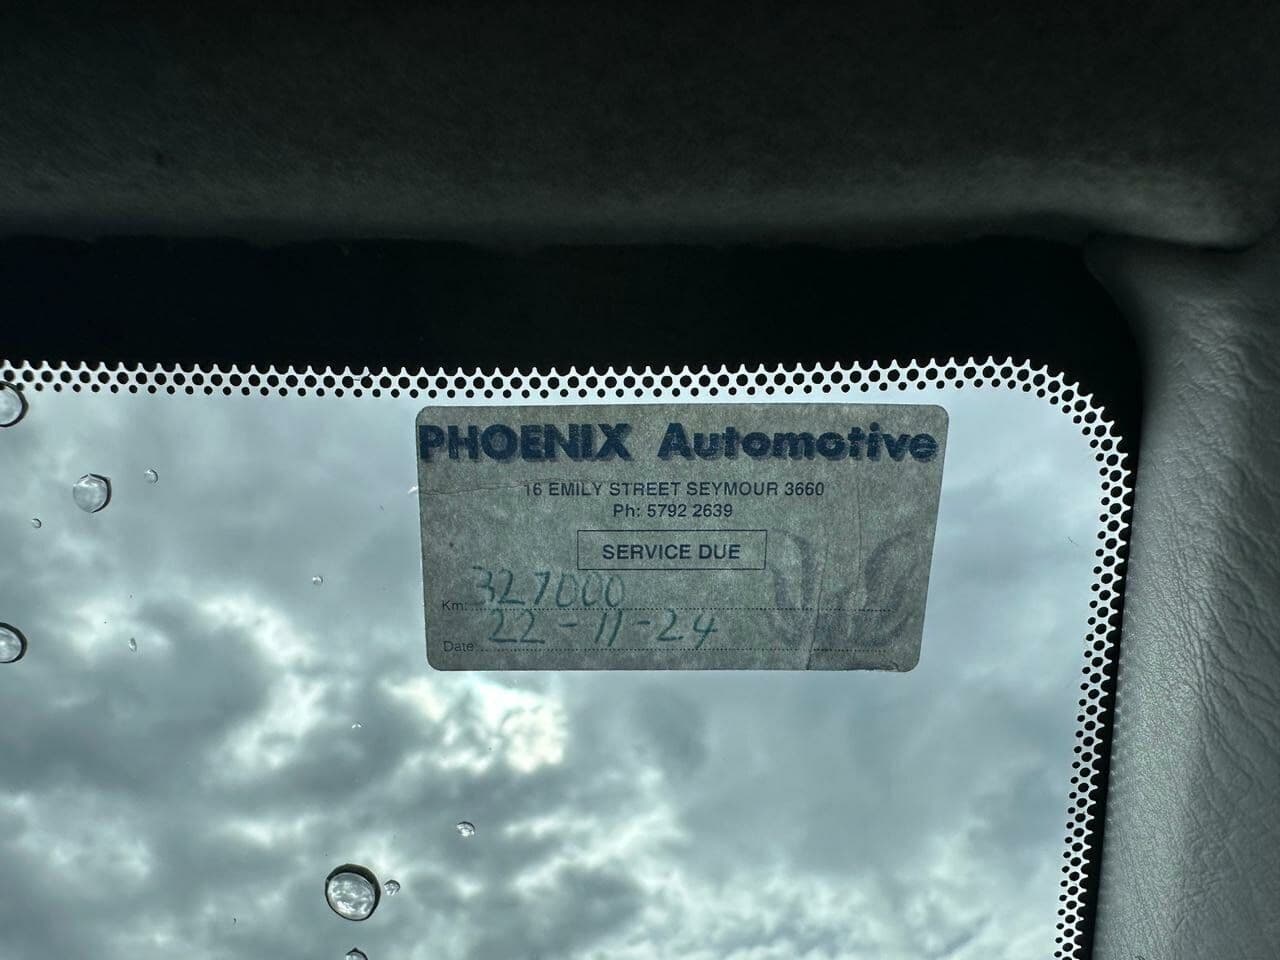 PHOENIX Automotive
16 EMILY STREET SEYMOUR 3660
Ph: 5792 2639
SERVICE DUE
Km: 327000
Date 22-11-24